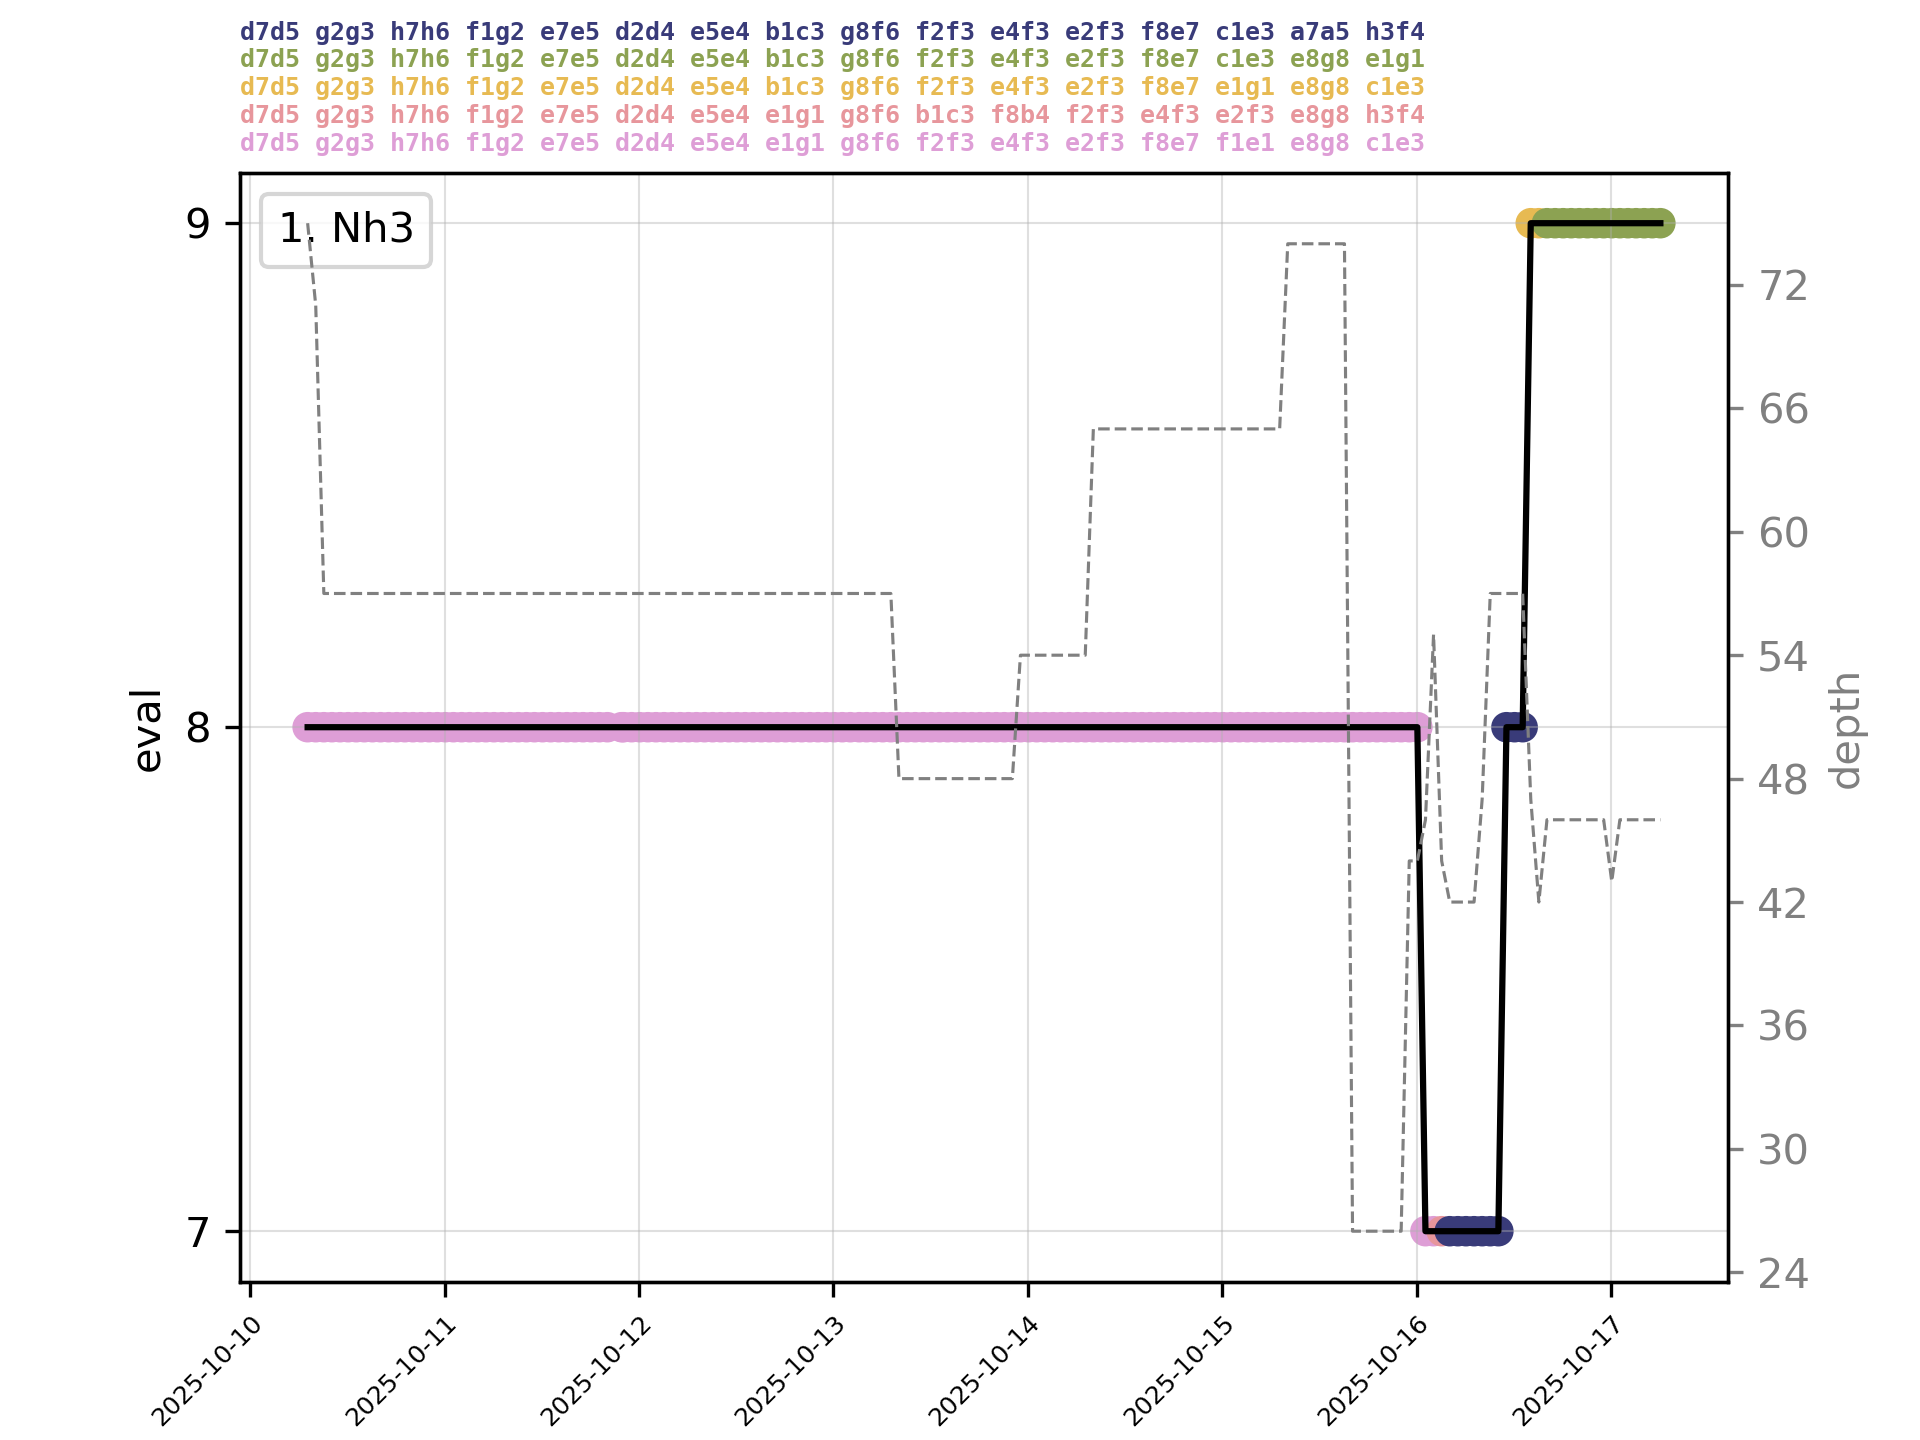 d7d5 g2g3 h7h6 f1g2 e7e5 d2d4 e5e4 b1c3 g8f6 f2f3 e4f3 e2f3 f8e7 c1e3 a7a5 h3f4
d7d5 g2g3 h7h6 f1g2 e7e5 d2d4 e5e4 b1c3 g8f6 f2f3 e4f3 e2f3 f8e7 c1e3 e8g8 e1g1
d7d5 g2g3 h7h6 f1g2 e7e5 d2d4 e5e4 b1c3 g8f6 f2f3 e4f3 e2f3 f8e7 e1g1 e8g8 c1e3
d7d5 g2g3 h7h6 f1g2 e7e5 d2d4 e5e4 e1g1 g8f6 b1c3 f8b4 f2f3 e4f3 e2f3 e8g8 h3f4
d7d5 g2g3 h7h6 f1g2 e7e5 d2d4 e5e4 e1g1 g8f6 f2f3 e4f3 e2f3 f8e7 f1e1 e8g8 c1e3
1. Nh3
9
8
7
eval
72
66
60
54
48
42
36
30
24
depth
2025-10-10
2025-10-11
2025-10-12
2025-10-13
2025-10-14
2025-10-15
2025-10-16
2025-10-17